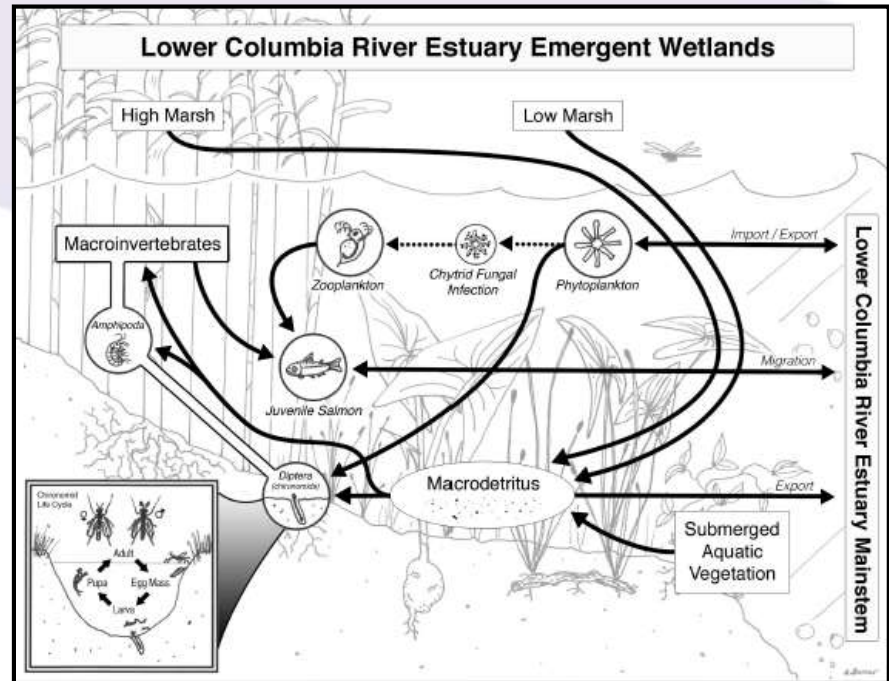 Lower Columbia River Estuary Emergent Wetlands
High Marsh
Low Marsh
Macroinvertebrates
Zooplankton
Chytrid Fungal
Infection
Phytoplankton
Import / Export
Amphipoda
Juvenile Salmon
Migration
Diptera
(chironomids)
Macrodetritus
Export
Submerged
Aquatic
Vegetation
Lower Columbia River Estuary Mainstem
Chironomid
Life Cycle
♀
♂
Adult
Pupa
Egg Mass
Larva